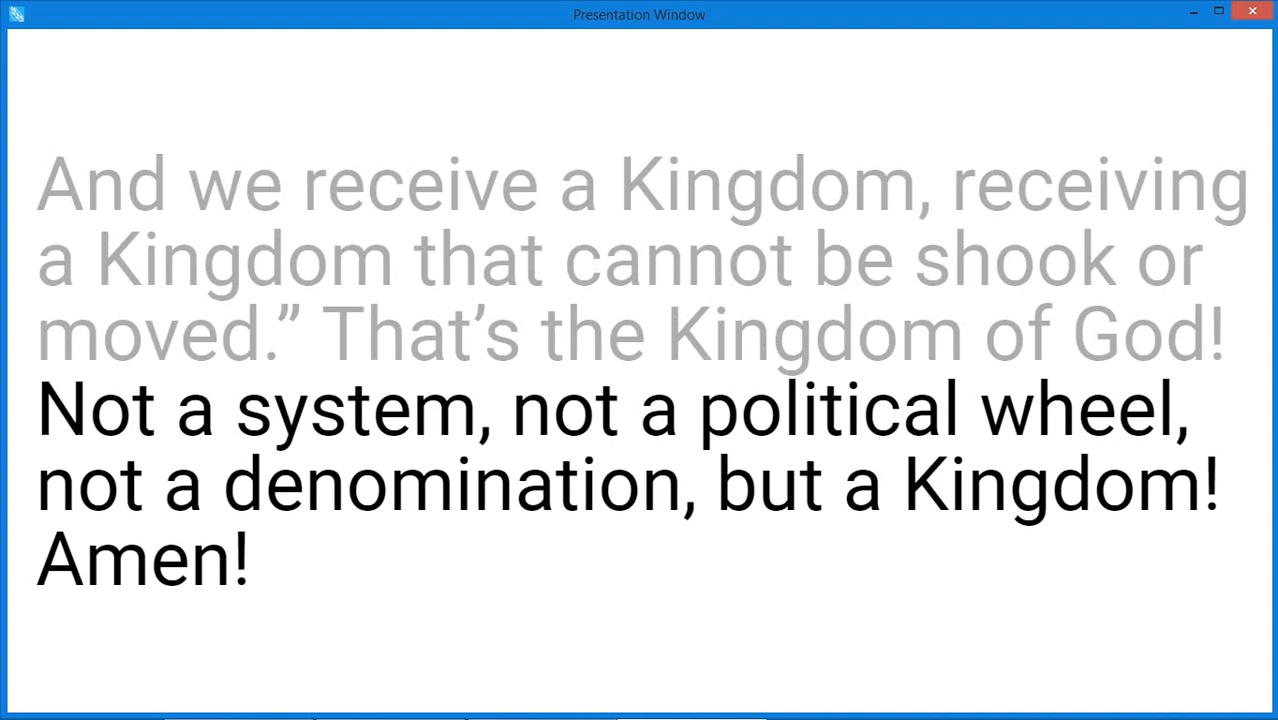 Presentation Window
And we receive a Kingdom, receiving
a Kingdom that cannot be shook or
moved.” That’s the Kingdom of God!
Not a system, not a political wheel,
not a denomination, but a Kingdom!
Amen!